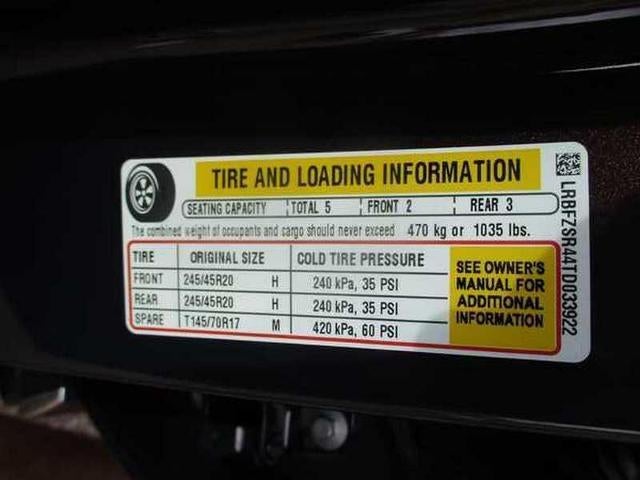 TIRE AND LOADING INFORMATION
SEATING CAPACITY TOTAL 5 FRONT 2 REAR 3
The combined weight of occupants and cargo should never exceed 470 kg or 1035 lbs.
TIRE ORIGINAL SIZE COLD TIRE PRESSURE
FRONT 245/45R20 H 240 kPa, 35 PSI
REAR 245/45R20 H 240 kPa, 35 PSI
SPARE T145/70R17 M 420 kPa, 60 PSI
SEE OWNER'S
MANUAL FOR
ADDITIONAL
INFORMATION
LRBFZSR44TD033922